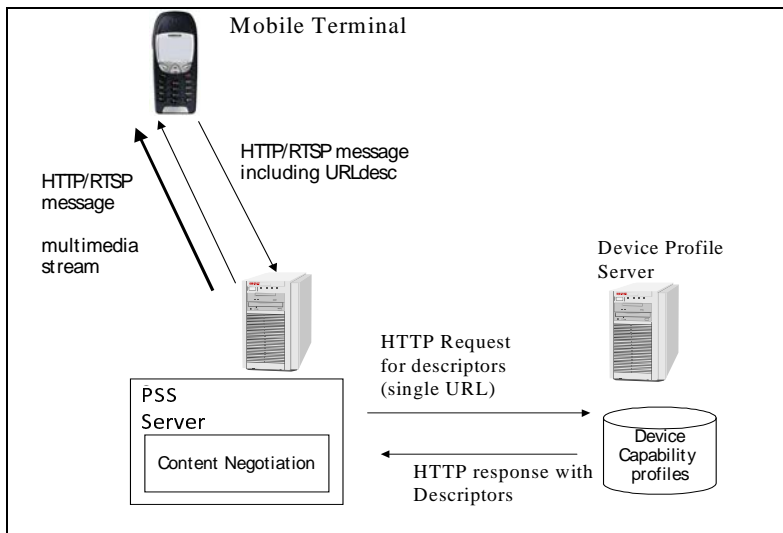 Mobile Terminal
HTTP/RTSP message
including URLdesc
HTTP/RTSP
message
multimedia
stream
Device Profile
Server
HTTP Request
for descriptors
(single URL)
PSS
Server
Content Negotiation
Device
Capability
profiles
HTTP response with
Descriptors